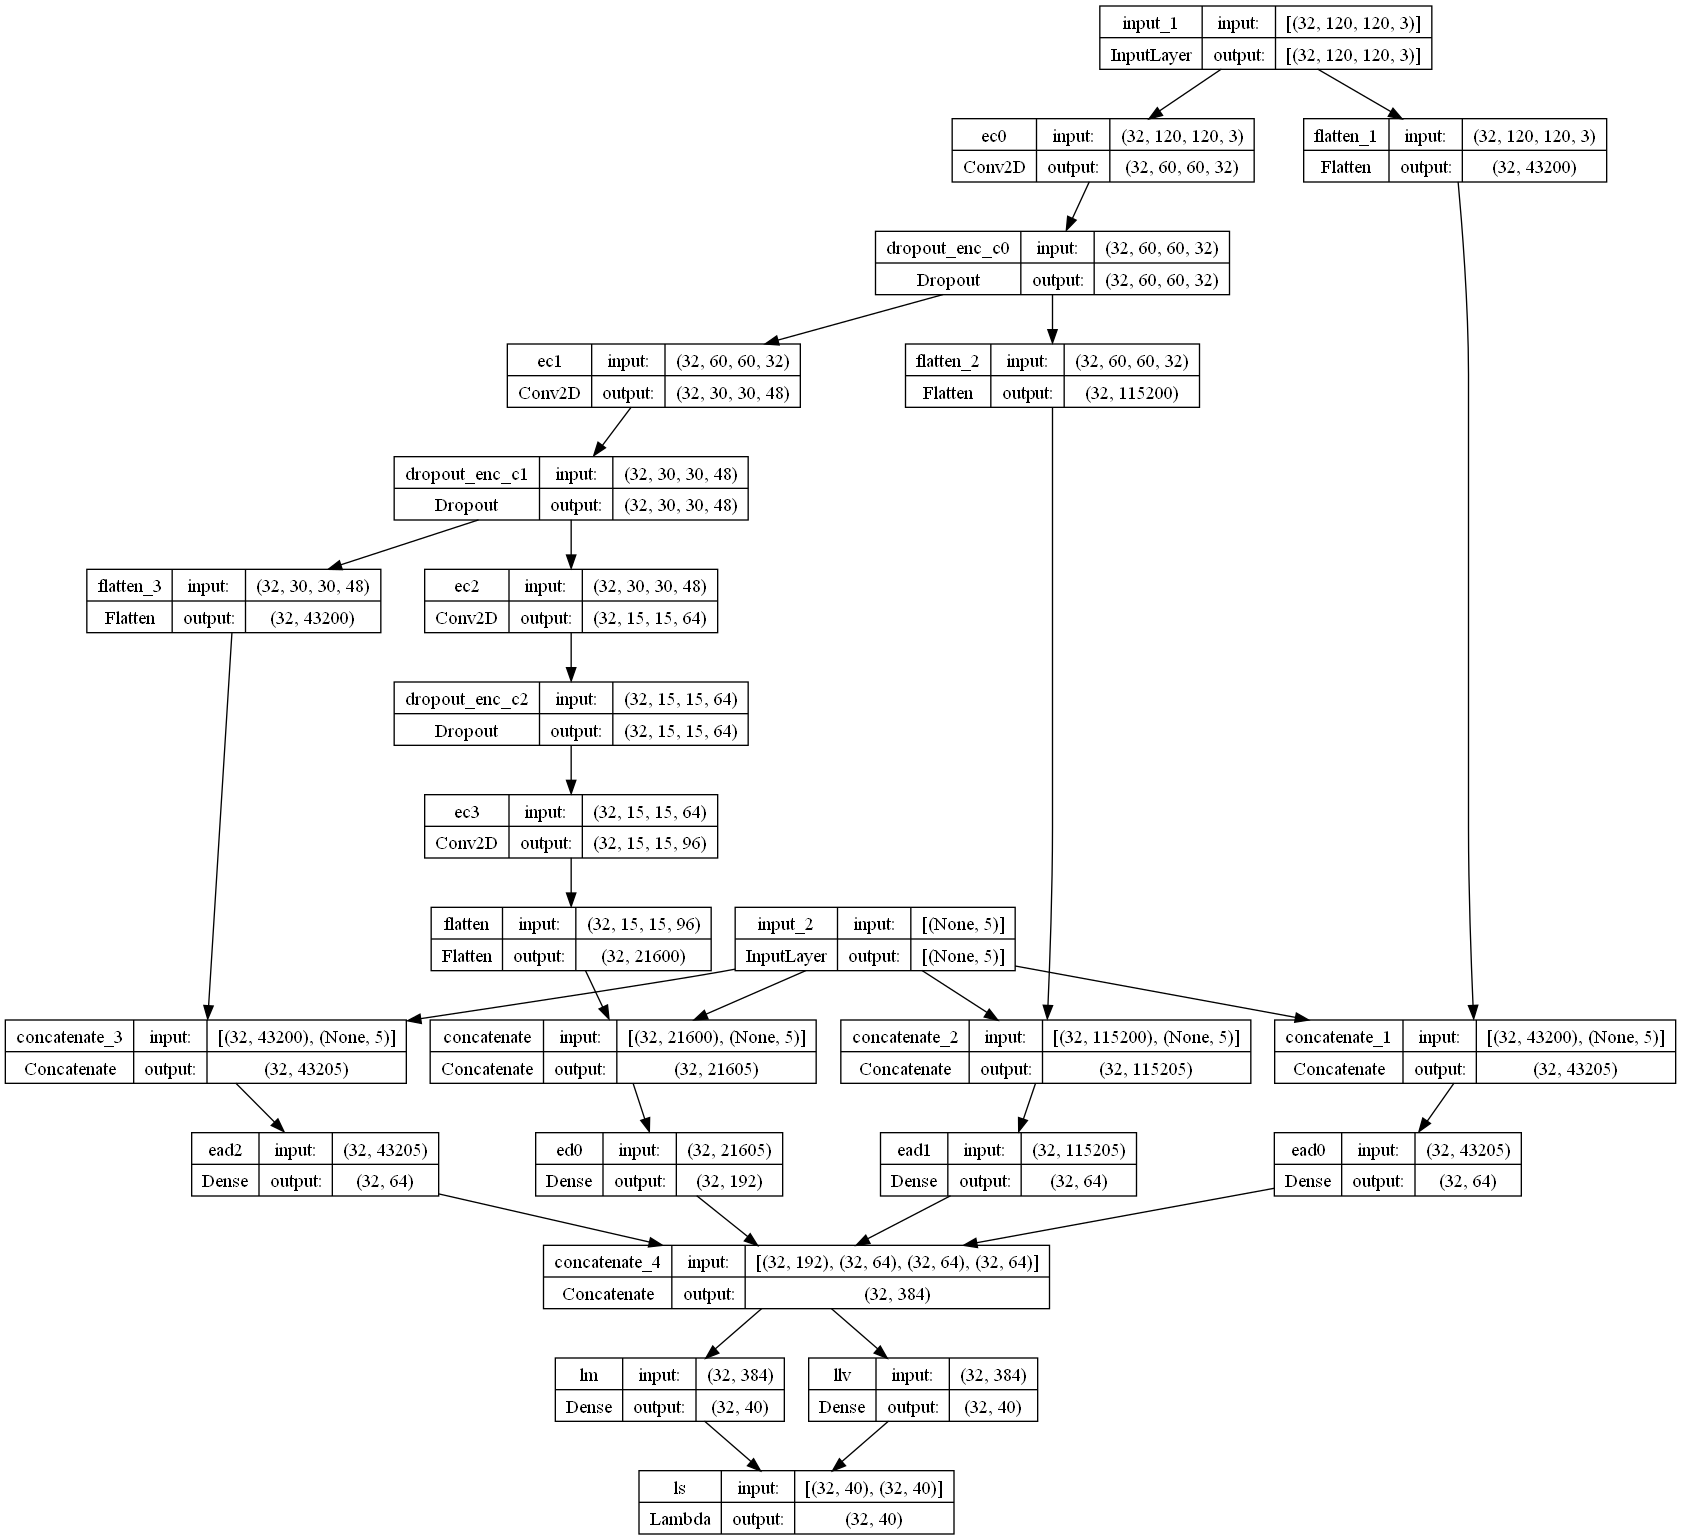 input_1 input: [(32, 120, 120, 3)]
InputLayer output: [(32, 120, 120, 3)]
ec0 input: (32, 120, 120, 3)
Conv2D output: (32, 60, 60, 32)
flatten_1 input: (32, 120, 120, 3)
Flatten output: (32, 43200)
dropout_enc_c0 input: (32, 60, 60, 32)
Dropout output: (32, 60, 60, 32)
ec1 input: (32, 60, 60, 32)
Conv2D output: (32, 30, 30, 48)
flatten_2 input: (32, 60, 60, 32)
Flatten output: (32, 115200)
dropout_enc_c1 input: (32, 30, 30, 48)
Dropout output: (32, 30, 30, 48)
flatten_3 input: (32, 30, 30, 48)
Flatten output: (32, 43200)
ec2 input: (32, 30, 30, 48)
Conv2D output: (32, 15, 15, 64)
dropout_enc_c2 input: (32, 15, 15, 64)
Dropout output: (32, 15, 15, 64)
ec3 input: (32, 15, 15, 64)
Conv2D output: (32, 15, 15, 96)
flatten input: (32, 15, 15, 96)
Flatten output: (32, 21600)
input_2 input: [(None, 5)]
InputLayer output: [(None, 5)]
concatenate_3 input: [(32, 43200), (None, 5)]
Concatenate output: (32, 43205)
concatenate input: [(32, 21600), (None, 5)]
Concatenate output: (32, 21605)
concatenate_2 input: [(32, 115200), (None, 5)]
Concatenate output: (32, 115205)
concatenate_1 input: [(32, 43200), (None, 5)]
Concatenate output: (32, 43205)
ead2 input: (32, 43205)
Dense output: (32, 64)
ed0 input: (32, 21605)
Dense output: (32, 192)
ead1 input: (32, 115205)
Dense output: (32, 64)
ead0 input: (32, 43205)
Dense output: (32, 64)
concatenate_4 input: [(32, 192), (32, 64), (32, 64), (32, 64)]
Concatenate output: (32, 384)
lm input: (32, 384)
Dense output: (32, 40)
llv input: (32, 384)
Dense output: (32, 40)
ls input: [(32, 40), (32, 40)]
Lambda output: (32, 40)